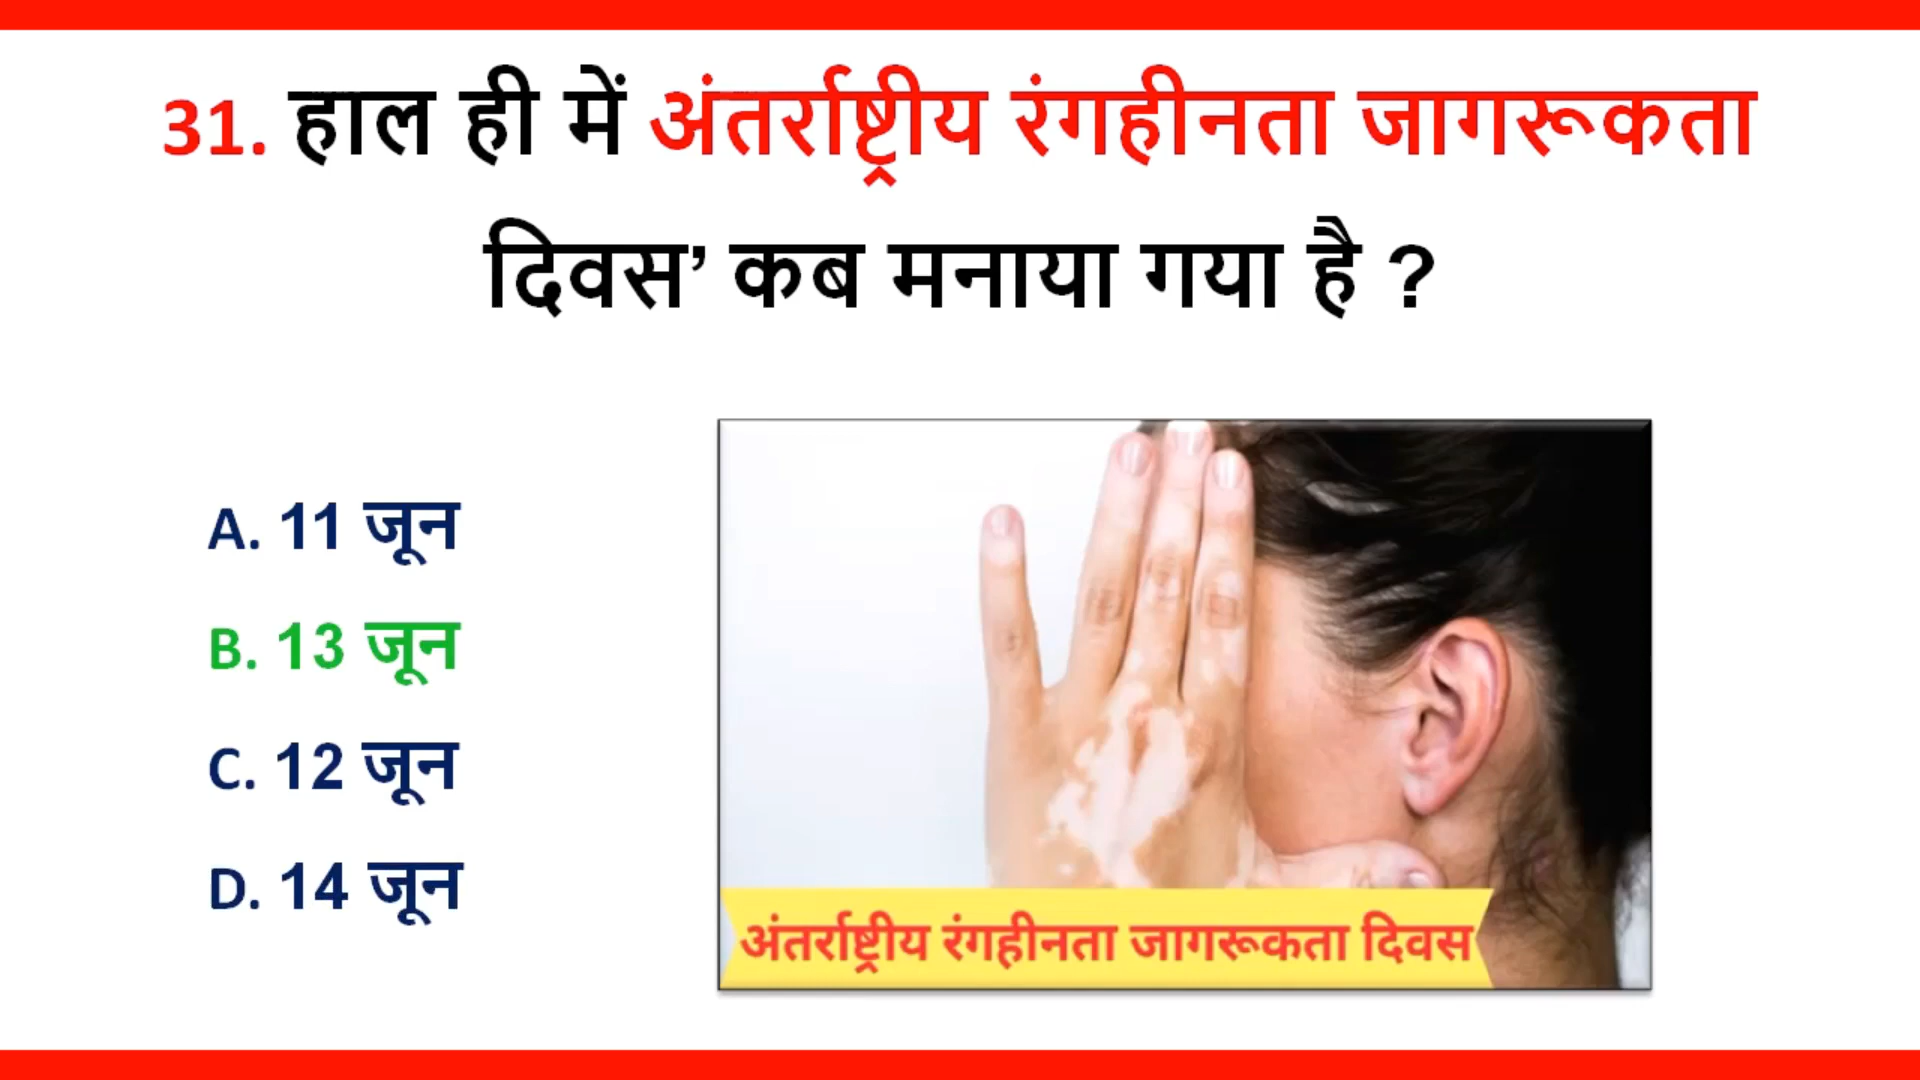 31. हाल ही में अंतर्राष्ट्रीय रंगहीनता जागरूकता
दिवस’ कब मनाया गया है ?
A. 11 जून
B. 13 जून
C. 12 जून
D. 14 जून
अंतर्राष्ट्रीय रंगहीनता जागरूकता दिवस